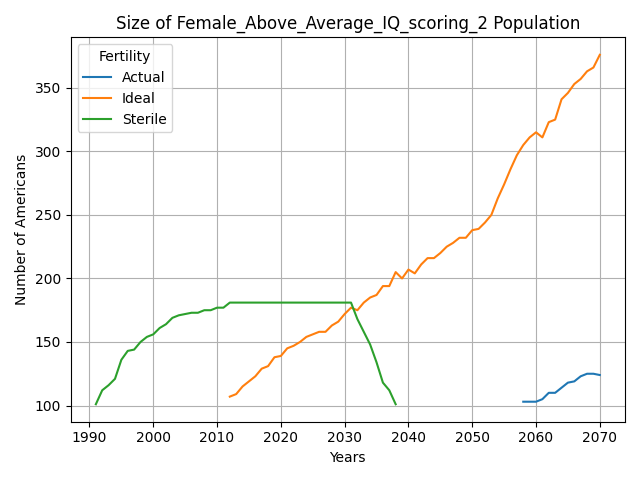 Size of Female_Above_Average_IQ_scoring_2 Population
Fertility
Actual
Ideal
Sterile
Number of Americans
350
300
250
200
150
100
1990 2000 2010 2020 2030 2040 2050 2060 2070
Years